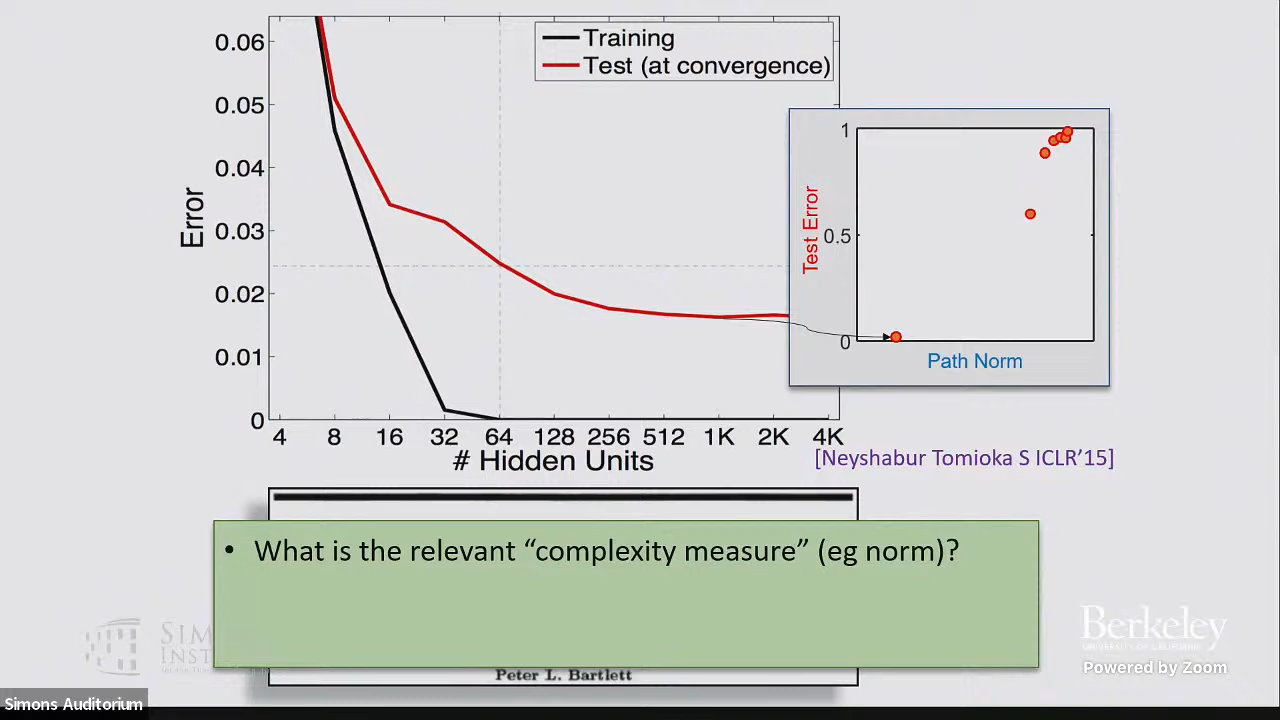 Training
Test (at convergence)
0.06
0.05
0.04
0.03
0.02
0.01
0
Error
4 8 16 32 64 128 256 512 1K 2K 4K
# Hidden Units
1
0.5
0
Test Error
Path Norm
[Neyshabur Tomioka S ICLR’15]
• What is the relevant “complexity measure” (eg norm)?
Peter L. Bartlett
Berkeley
UNIVERSITY OF CALIFORNIA
Powered by Zoom
Simons Auditorium